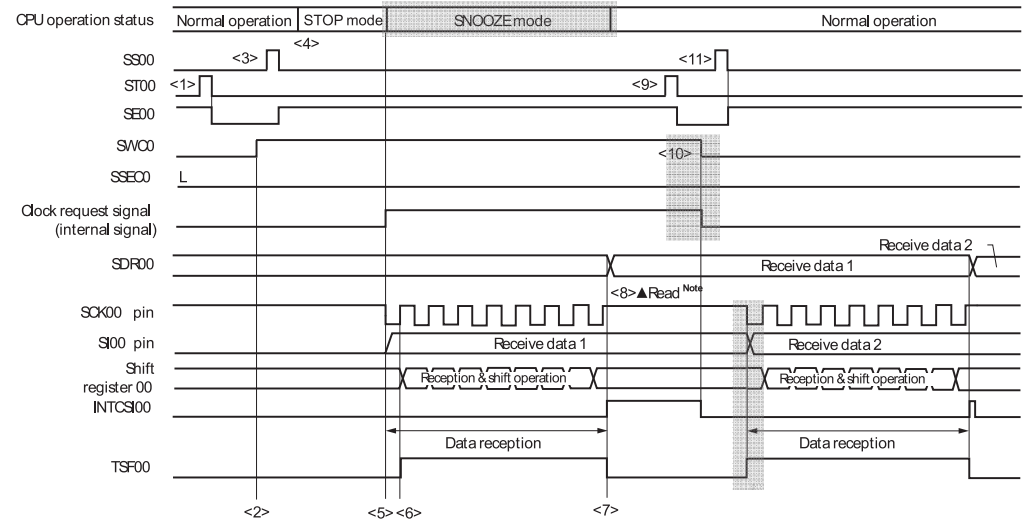 CPU operation status Normal operation STOP mode SNOOZE mode Normal operation
<4>
SS00 <3> <11>
ST00 <1> <9>
SE00
SWC0 <10>
SSEC0 L
Clock request signal
(internal signal)
Receive data 2
SDR00 Receive data 1
<8>▲Read Note
SCK00 pin
SI00 pin Receive data 1 Receive data 2
Shift
register 00 Reception & shift operation Reception & shift operation
INTCSI00
Data reception Data reception
TSF00
<2> <5> <6> <7>